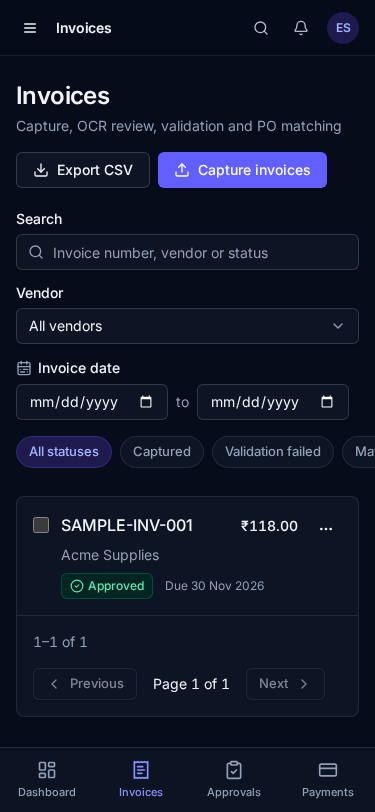 Invoices
ES
Invoices
Capture, OCR review, validation and PO matching
Export CSV
Capture invoices
Search
Invoice number, vendor or status
Vendor
All vendors
Invoice date
mm/dd/yyyy to mm/dd/yyyy
All statuses Captured Validation failed Mat
SAMPLE-INV-001 ₹118.00 ...
Acme Supplies
Approved Due 30 Nov 2026
1–1 of 1
Previous Page 1 of 1 Next
Dashboard Invoices Approvals Payments